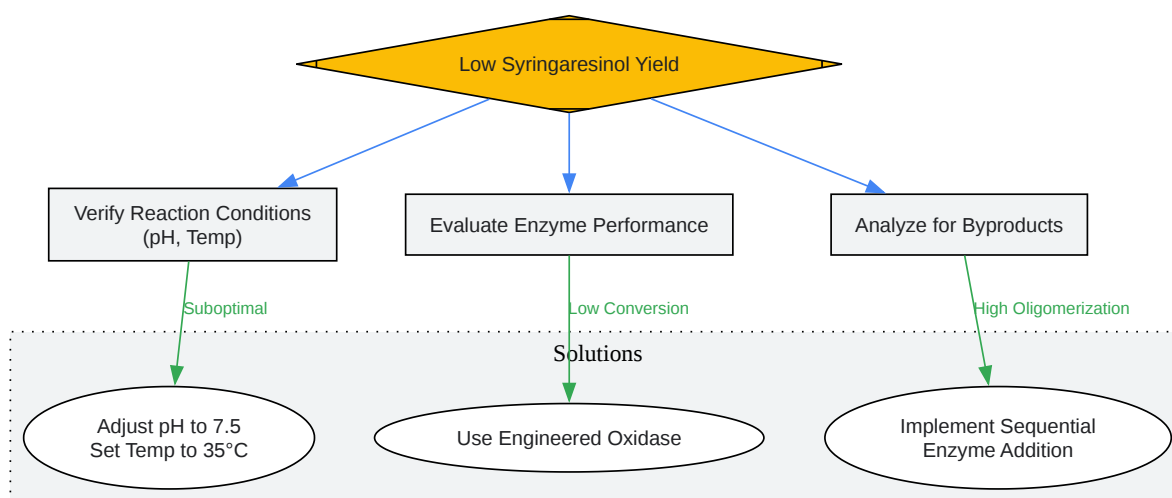 Low Syringaresinol Yield
Verify Reaction Conditions
(pH, Temp)
Evaluate Enzyme Performance
Analyze for Byproducts
Suboptimal
Low Conversion
High Oligomerization
Solutions
Adjust pH to 7.5
Set Temp to 35°C
Use Engineered Oxidase
Implement Sequential
Enzyme Addition